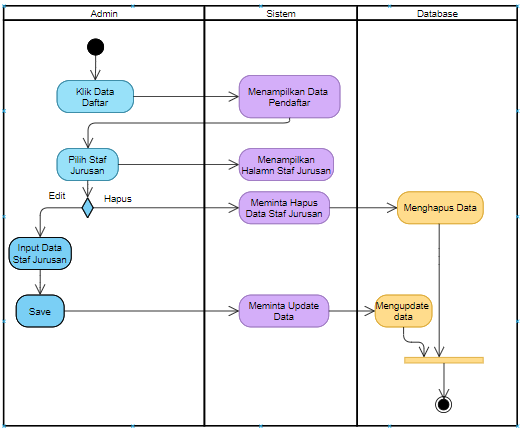 Admin
Sistem
Database
Klik Data
Daftar
Menampilkan Data
Pendaftar
Pilih Staf
Jurusan
Menampilkan
Halamn Staf Jurusan
Edit
Hapus
Meminta Hapus
Data Staf Jurusan
Menghapus Data
Input Data
Staf Jurusan
Save
Meminta Update
Data
Mengupdate
data